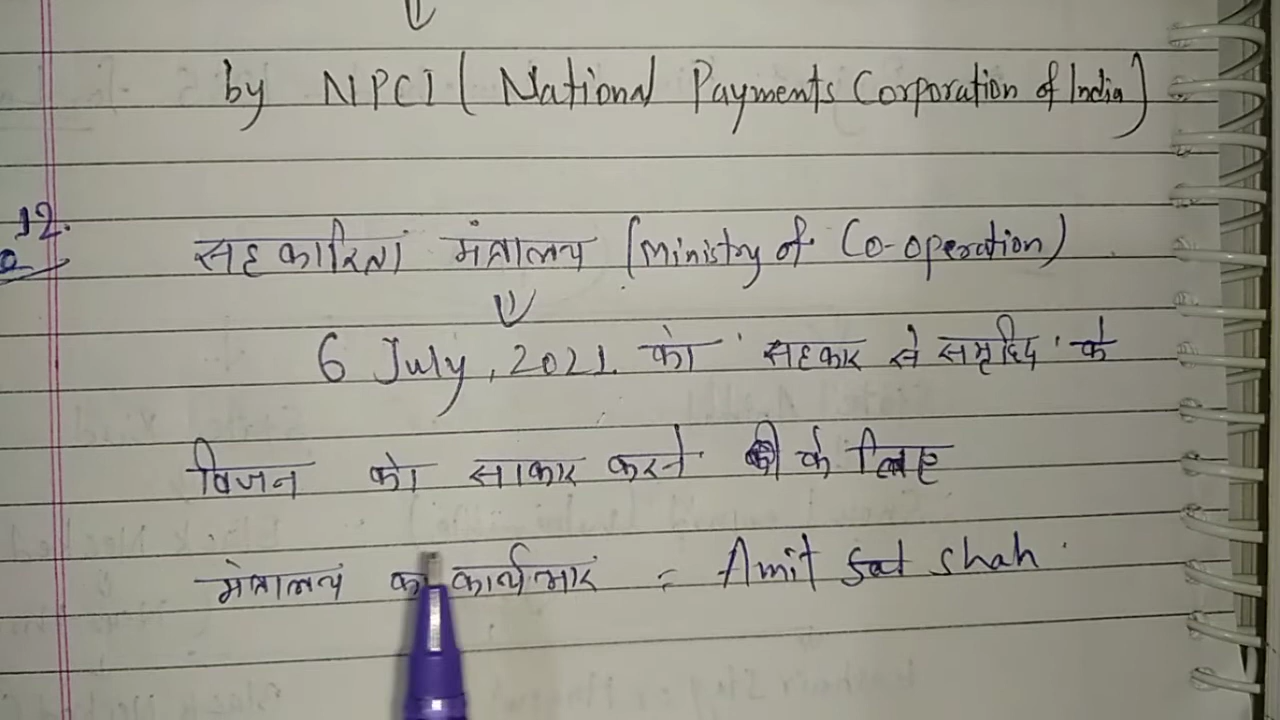 by NPCI ( National Payments Corporation of India)
12.
सहकारिता मंत्रालय (Ministry of Co-operation)
6 July, 2021. को 'सहकार से समृद्धि' के
विजन को साकार करने के लिए
मंत्रालय का कार्यभार = Amit Shah